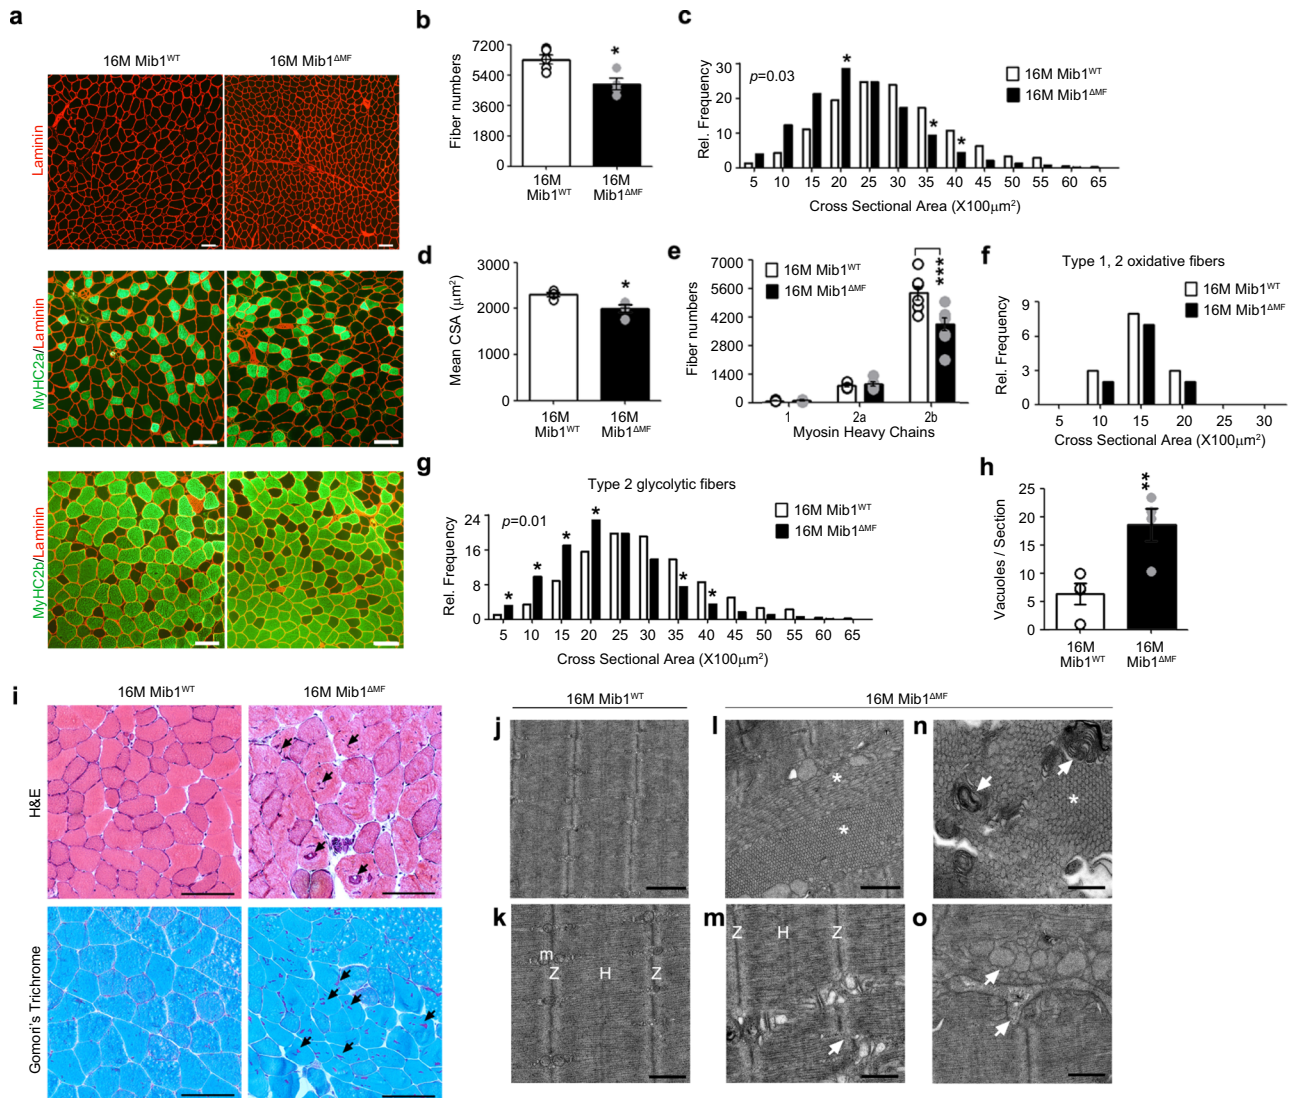 a
16M Mib1WT
16M Mib1ΔMF
Laminin
MyHC2a/Laminin
MyHC2b/Laminin
b
Fiber numbers
7200
5400
3600
1800
0
*
16M
Mib1WT
16M
Mib1ΔMF
c
Rel. Frequency
30
20
10
0
p=0.03
*
*
*
16M Mib1WT
16M Mib1ΔMF
5 10 15 20 25 30 35 40 45 50 55 60 65
Cross Sectional Area (X100μm2)
d
Mean CSA (μm2)
3000
2000
1000
0
*
16M
Mib1WT
16M
Mib1ΔMF
e
Fiber numbers
7000
5600
4200
2800
1400
0
16M Mib1WT
16M Mib1ΔMF
***
1 2a 2b
Myosin Heavy Chains
f
Type 1, 2 oxidative fibers
Rel. Frequency
9
6
3
0
16M Mib1WT
16M Mib1ΔMF
5 10 15 20 25 30
Cross Sectional Area (X100μm2)
g
Type 2 glycolytic fibers
Rel. Frequency
24
16
8
0
p=0.01
* * * * * *
16M Mib1WT
16M Mib1ΔMF
5 10 15 20 25 30 35 40 45 50 55 60 65
Cross Sectional Area (X100μm2)
h
Vacuoles / Section
25
20
15
10
5
0
**
16M
Mib1WT
16M
Mib1ΔMF
i
16M Mib1WT
16M Mib1ΔMF
H&E
Gomori's Trichrome
16M Mib1WT
16M Mib1ΔMF
j
l
*
*
n
*
k
m
Z
H
Z
m
Z
H
Z
o